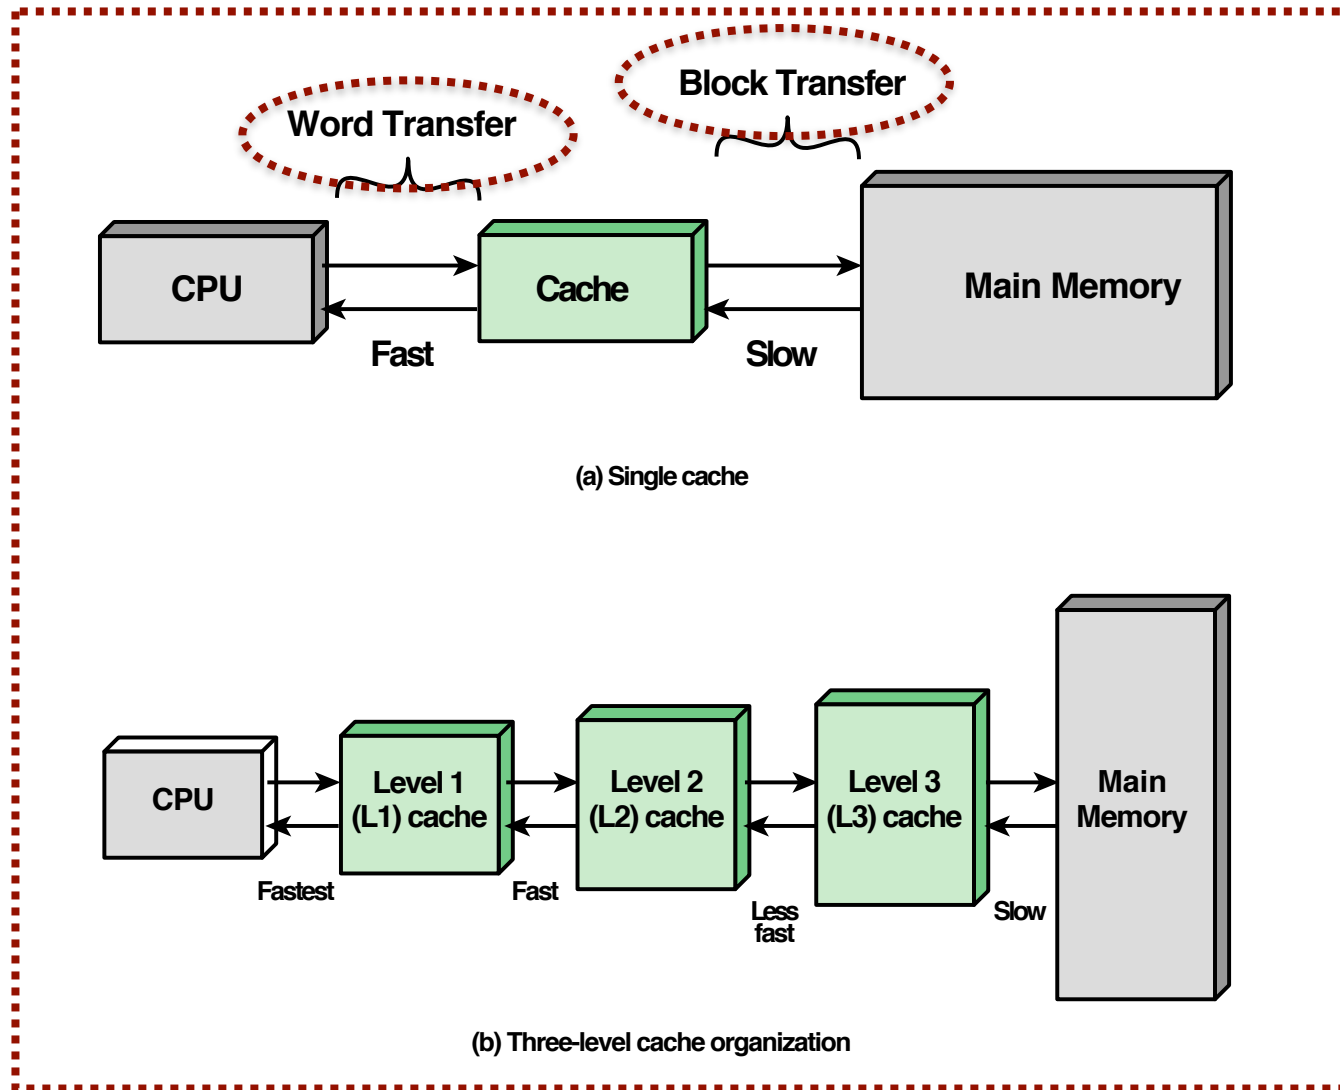 Block Transfer
Word Transfer
CPU
Cache
Main Memory
Fast
Slow
(a) Single cache
CPU
Level 1
(L1) cache
Level 2
(L2) cache
Level 3
(L3) cache
Main
Memory
Fastest
Fast
Less
fast
Slow
(b) Three-level cache organization